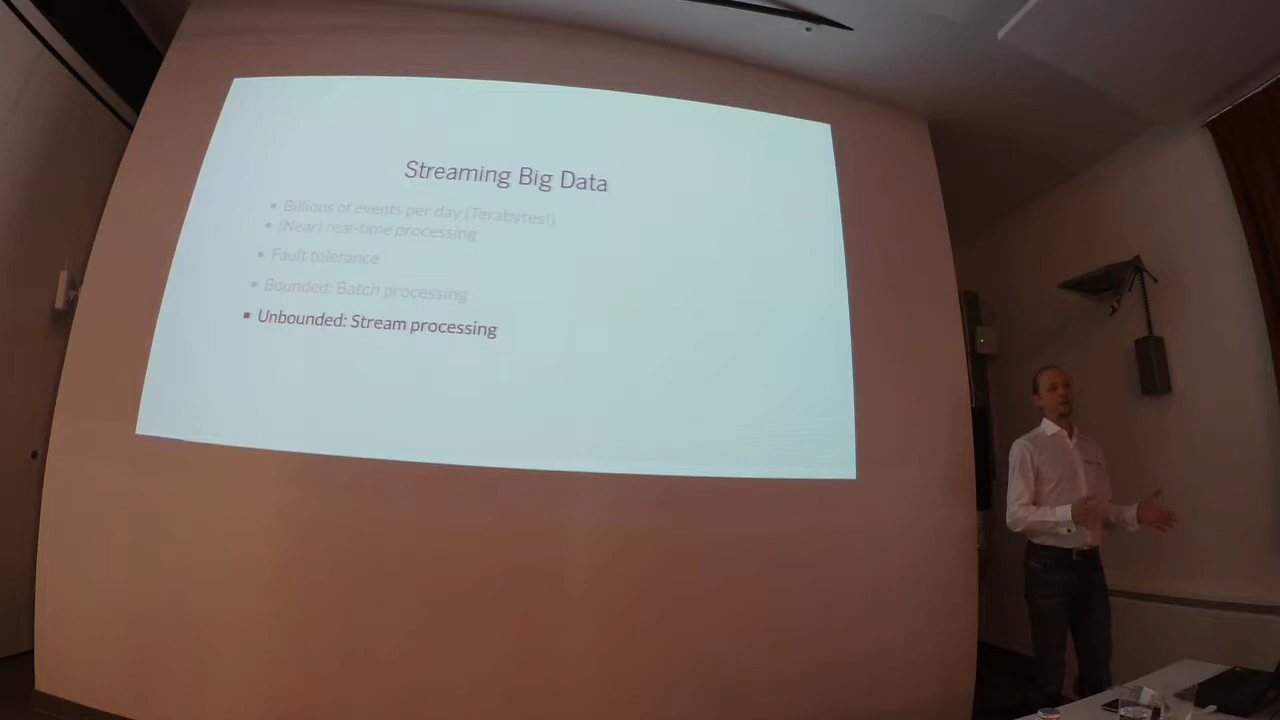 Streaming Big Data
Billions of events per day (Terabytes!)
(Near) real-time processing
Fault tolerance
Bounded: Batch processing
Unbounded: Stream processing